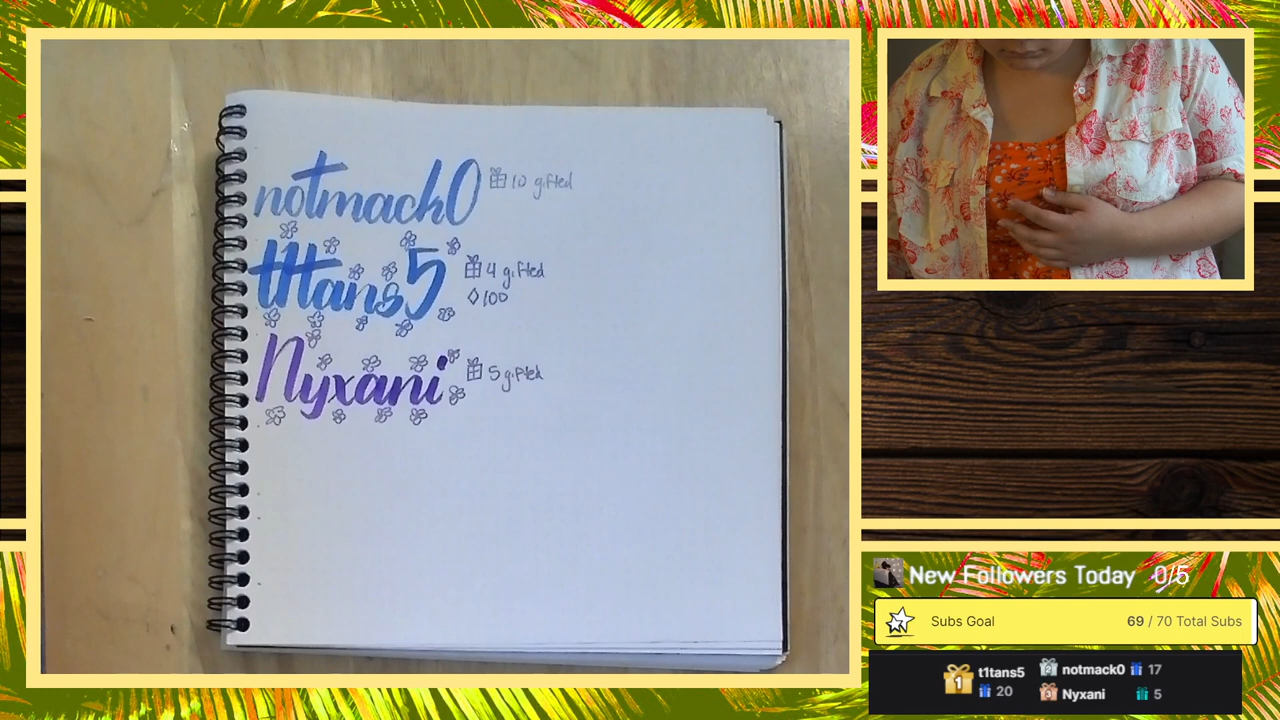 notmack0
10 gifted
t1tans5
4 gifted
◇100
Nyxani
5 gifted
New Followers Today 0/5
Subs Goal 69 / 70 Total Subs
1 t1tans5 20
2 notmack0 17
3 Nyxani 5